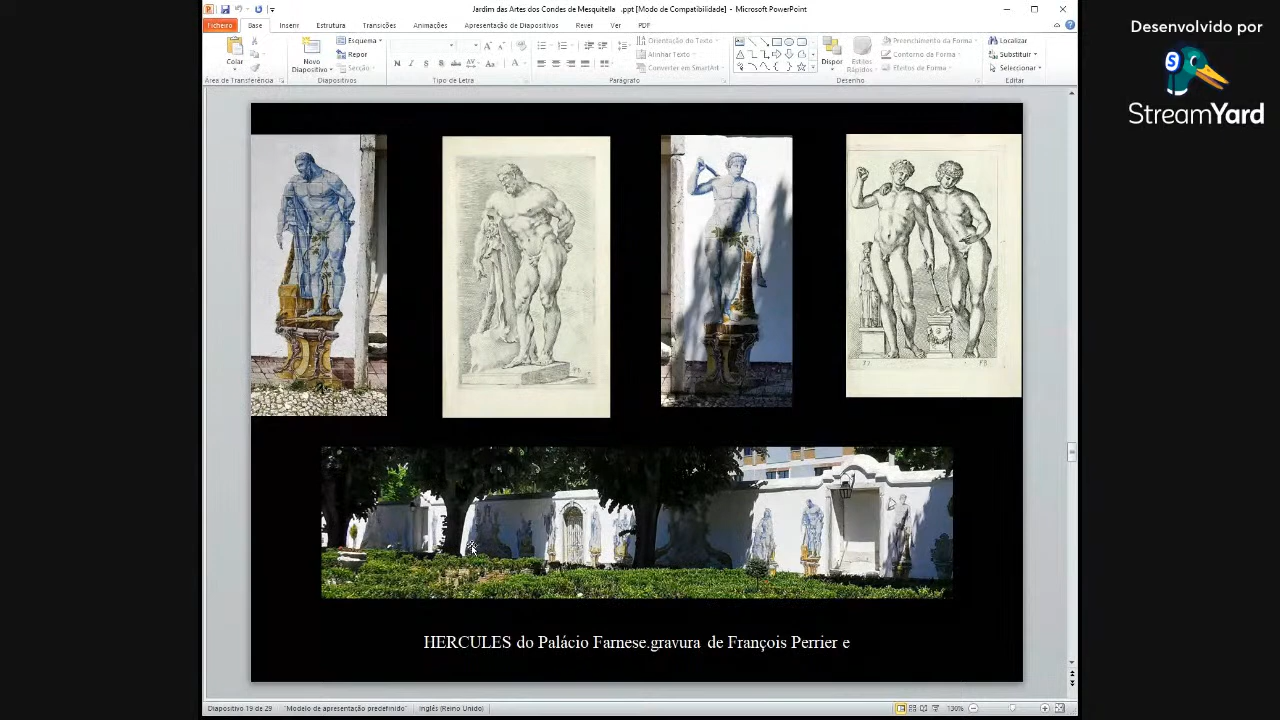 Jardim das Artes dos Condes de Mesquitella .ppt [Modo de Compatibilidade] - Microsoft PowerPoint
Desenvolvido por
StreamYard
Ficheiro Base Inserir Estrutura Transições Animações Apresentação de Diapositivos Rever Ver PDF
Colar
Novo Diapositivo
Esquema
Repor
Secção
Orientação do Texto
Alinhar Texto
Converter em SmartArt
Dispor
Estilos Rápidos
Preenchimento da Forma
Contorno da Forma
Efeitos de Forma
Localizar
Substituir
Selecionar
Área de Transferência Diapositivos Tipo de Letra Parágrafo Desenho Editar
HERCULES do Palácio Farnese.gravura de François Perrier e
Diapositivo 19 de 29 "Modelo de apresentação predefinido" Inglês (Reino Unido) 130%